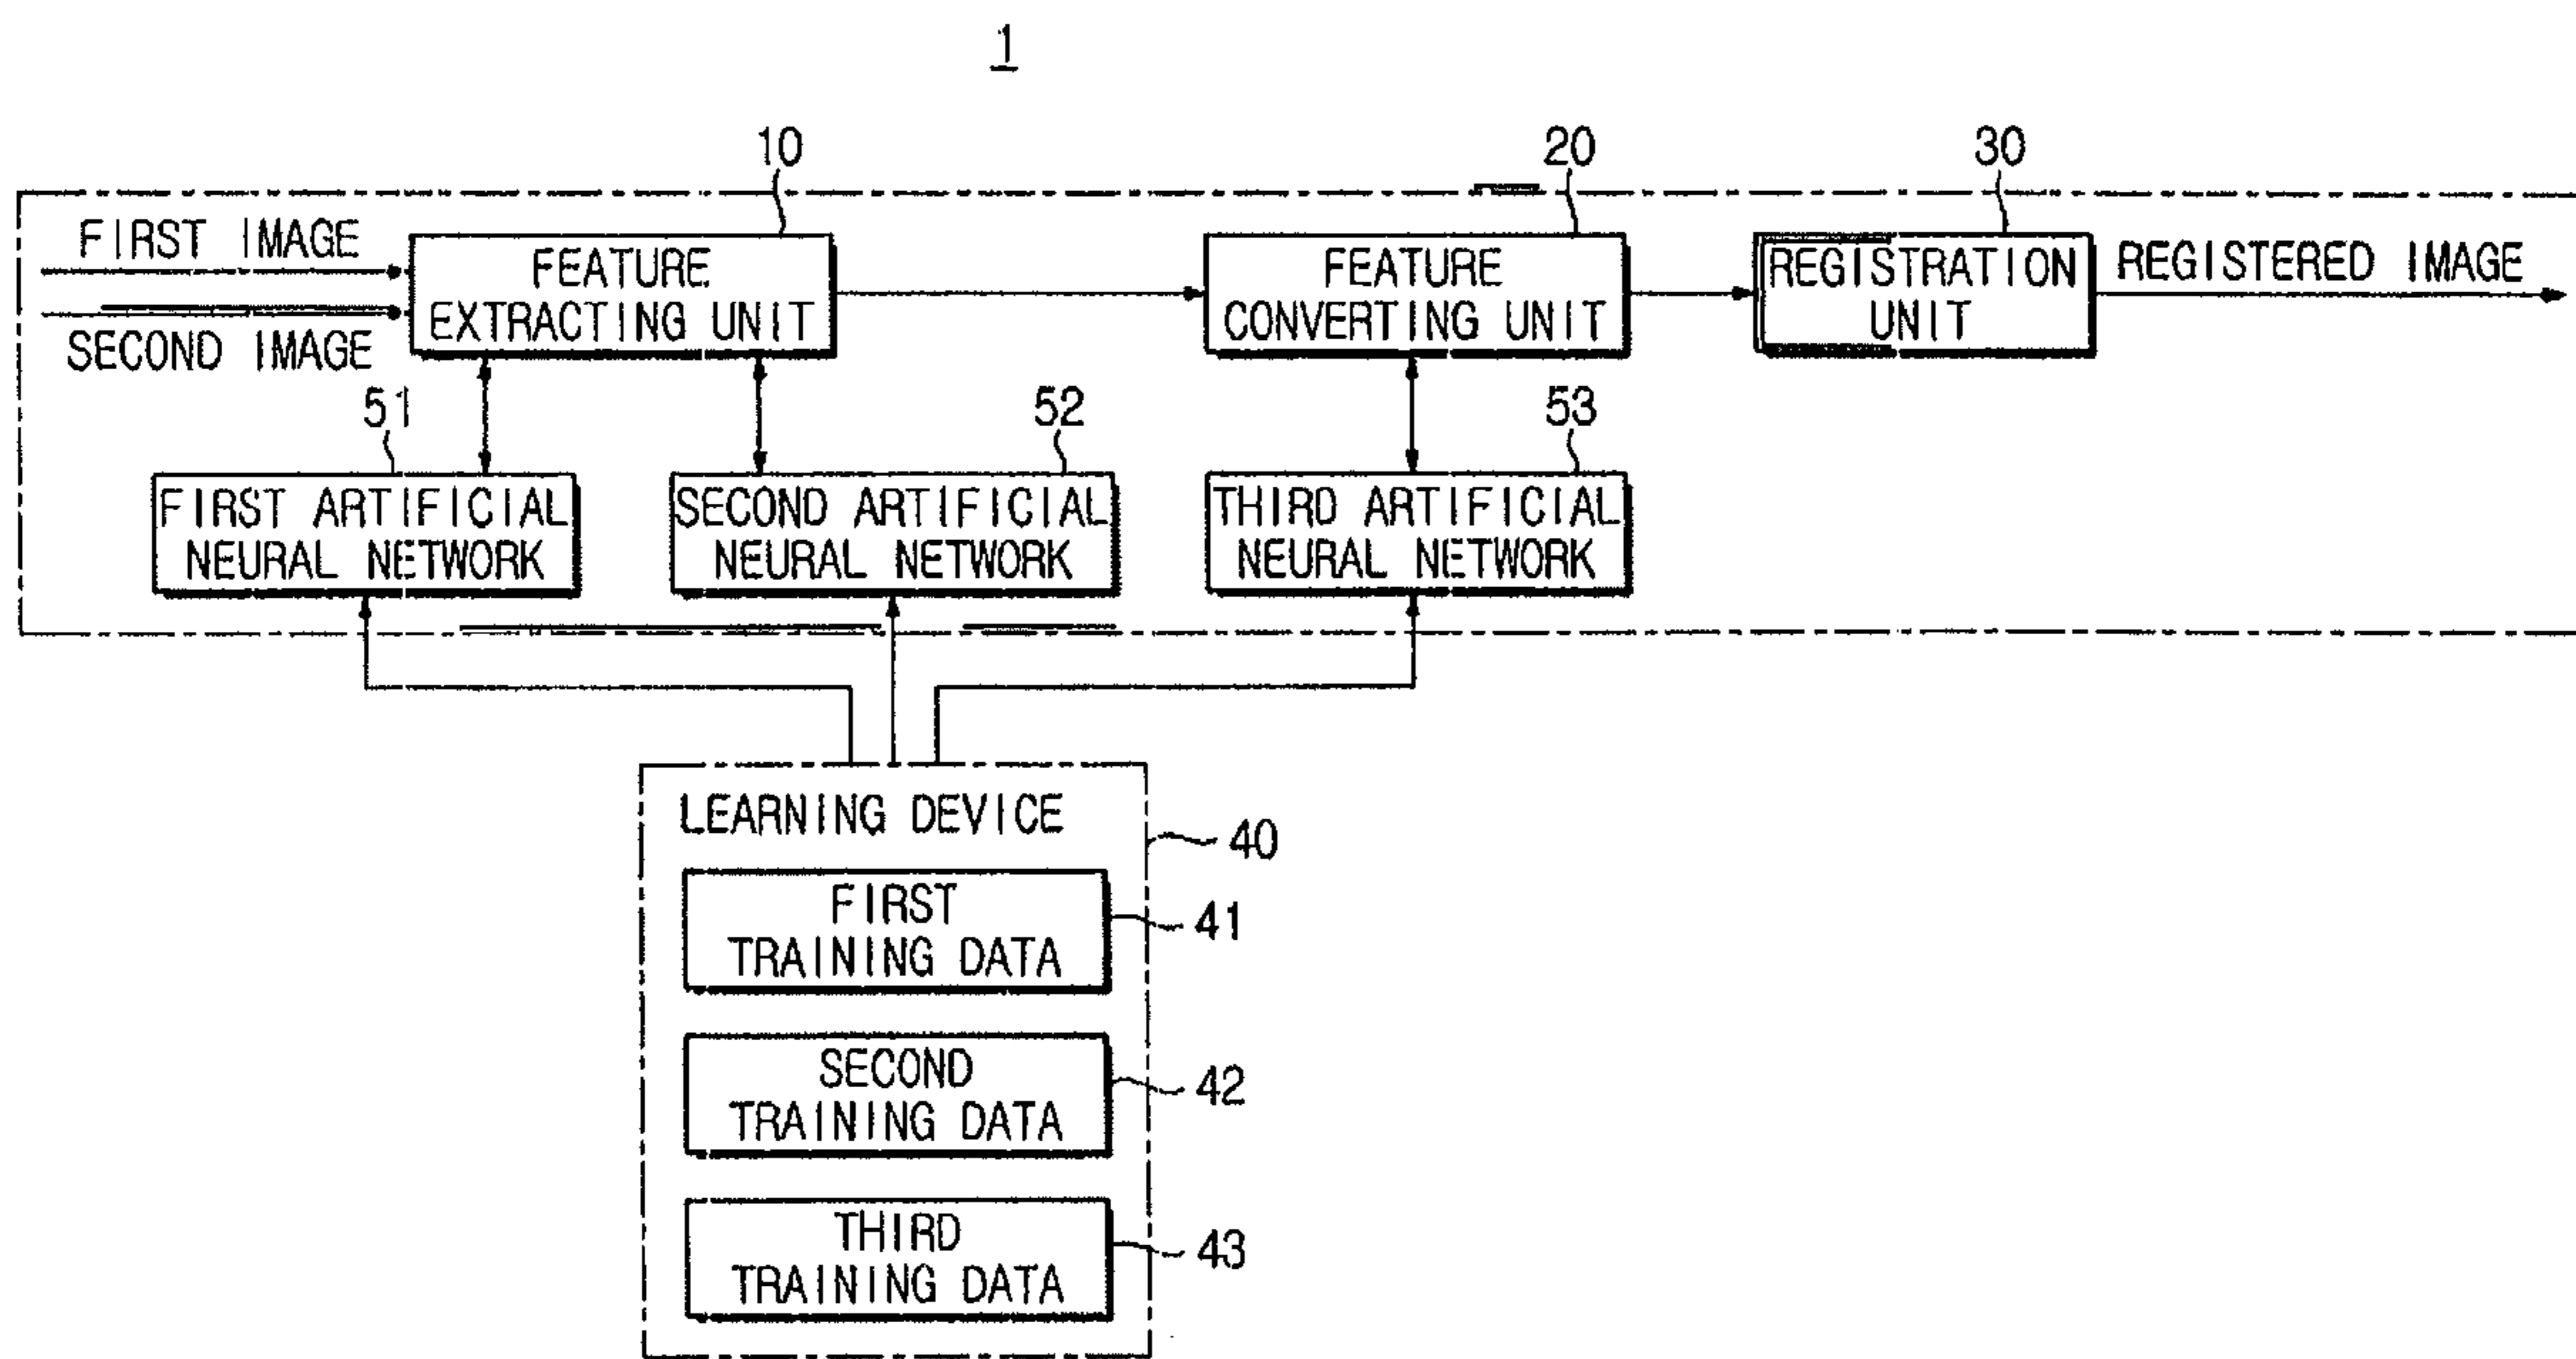 1
10
20
30
FIRST IMAGE
SECOND IMAGE
FEATURE
EXTRACTING UNIT
FEATURE
CONVERTING UNIT
REGISTRATION
UNIT
REGISTERED IMAGE
51
52
53
FIRST ARTIFICIAL
NEURAL NETWORK
SECOND ARTIFICIAL
NEURAL NETWORK
THIRD ARTIFICIAL
NEURAL NETWORK
LEARNING DEVICE
40
FIRST
TRAINING DATA
41
SECOND
TRAINING DATA
42
THIRD
TRAINING DATA
43